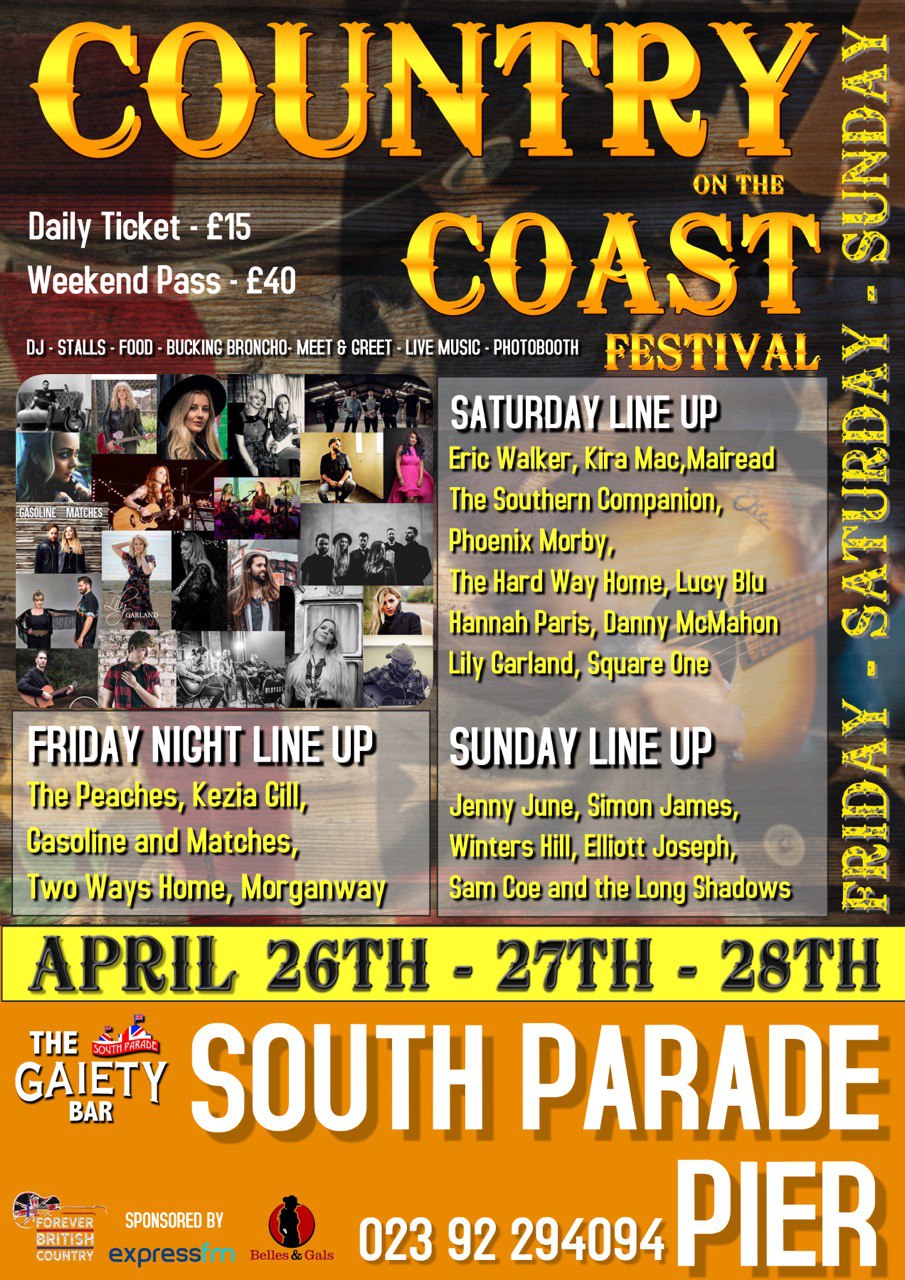 COUNTRY
ON THE
COAST
FESTIVAL
FRIDAY - SATURDAY - SUNDAY
Daily Ticket - £15
Weekend Pass - £40
DJ - STALLS - FOOD - BUCKING BRONCHO- MEET & GREET - LIVE MUSIC - PHOTOBOOTH
GASOLINE MATCHES
Lily
GARLAND
SATURDAY LINE UP
Eric Walker, Kira Mac,Mairead
The Southern Companion,
Phoenix Morby,
The Hard Way Home, Lucy Blu
Hannah Paris, Danny McMahon
Lily Garland, Square One
FRIDAY NIGHT LINE UP
The Peaches, Kezia Gill,
Gasoline and Matches,
Two Ways Home, Morganway
SUNDAY LINE UP
Jenny June, Simon James,
Winters Hill, Elliott Joseph,
Sam Coe and the Long Shadows
APRIL 26TH - 27TH - 28TH
THE
SOUTH PARADE
GAIETY
BAR
SOUTH PARADE
PIER
FOREVER
BRITISH
COUNTRY
SPONSORED BY
expressfm
Belles & Gals
023 92 294094